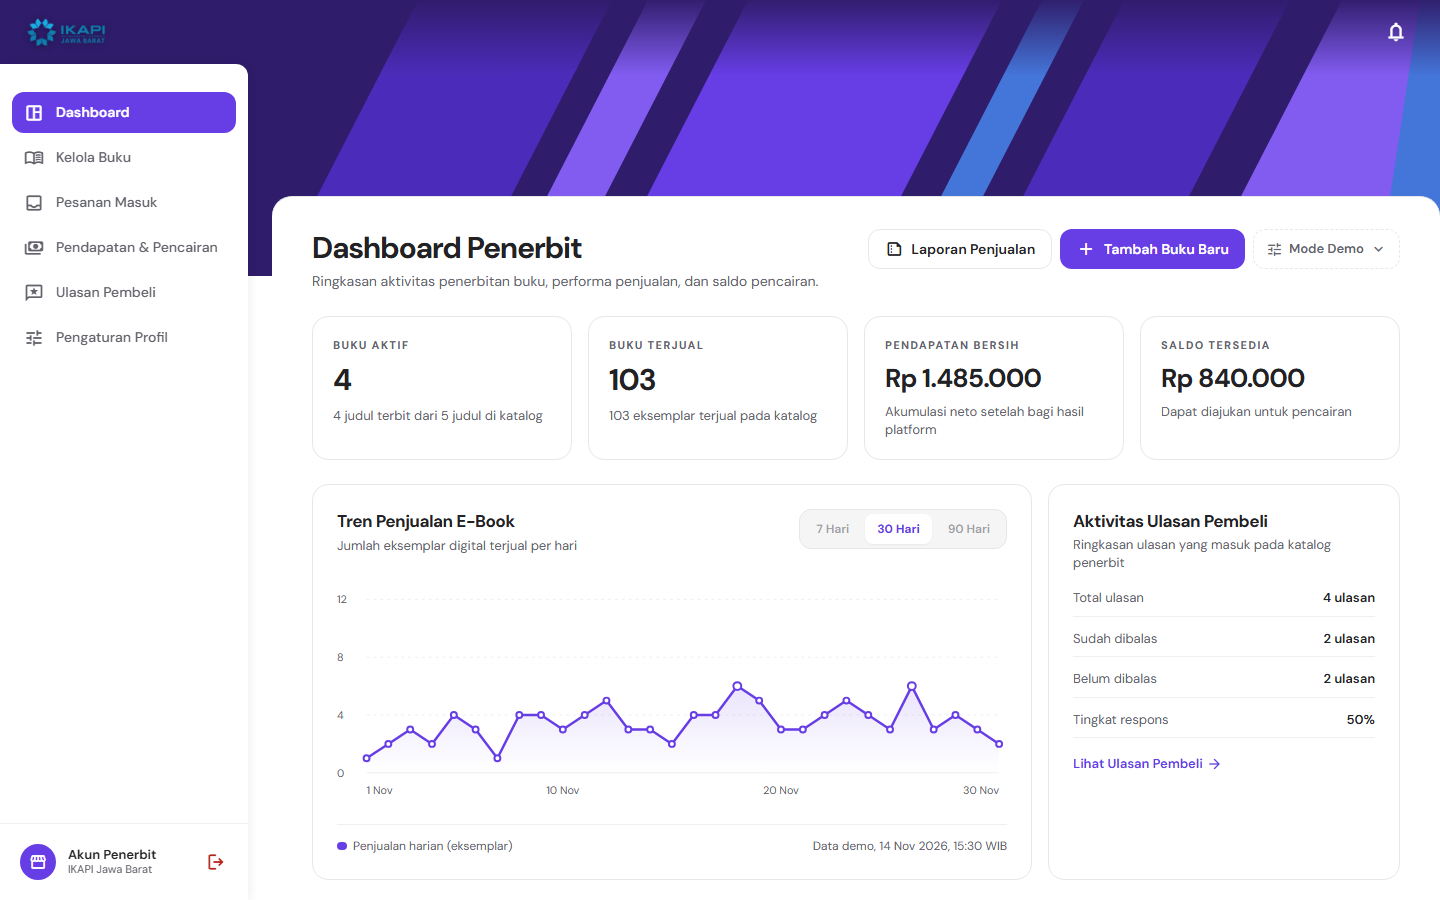 IKAPI
JAWA BARAT
Dashboard
Kelola Buku
Pesanan Masuk
Pendapatan & Pencairan
Ulasan Pembeli
Pengaturan Profil
Akun Penerbit
IKAPI Jawa Barat
Dashboard Penerbit
Ringkasan aktivitas penerbitan buku, performa penjualan, dan saldo pencairan.
Laporan Penjualan
Tambah Buku Baru
Mode Demo
BUKU AKTIF
4
4 judul terbit dari 5 judul di katalog
BUKU TERJUAL
103
103 eksemplar terjual pada katalog
PENDAPATAN BERSIH
Rp 1.485.000
Akumulasi neto setelah bagi hasil
platform
SALDO TERSEDIA
Rp 840.000
Dapat diajukan untuk pencairan
Tren Penjualan E-Book
Jumlah eksemplar digital terjual per hari
7 Hari
30 Hari
90 Hari
12
8
4
0
1 Nov
10 Nov
20 Nov
30 Nov
Penjualan harian (eksemplar)
Data demo, 14 Nov 2026, 15:30 WIB
Aktivitas Ulasan Pembeli
Ringkasan ulasan yang masuk pada katalog
penerbit
Total ulasan 4 ulasan
Sudah dibalas 2 ulasan
Belum dibalas 2 ulasan
Tingkat respons 50%
Lihat Ulasan Pembeli